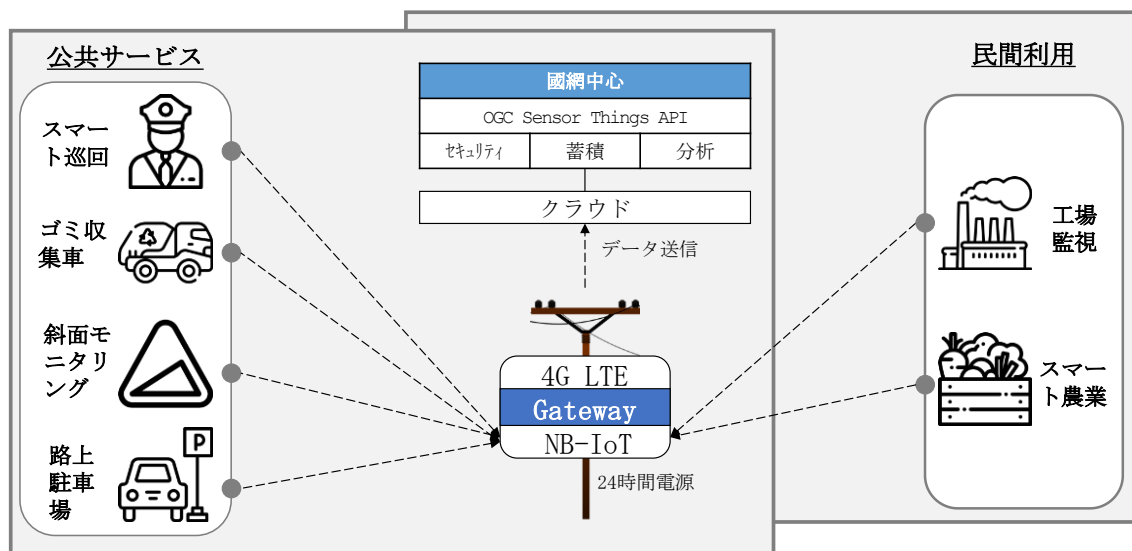 公共サービス
スマー
ト巡回
ゴミ収
集車
斜面モ
ニタリ
ング
路上
駐車
場
P
國網中心
OGC Sensor Things API
ｾｷｭﾘﾃｨ
蓄積
分析
クラウド
データ送信
4G LTE
Gateway
NB-IoT
24時間電源
民間利用
工場
監視
スマー
ト農業